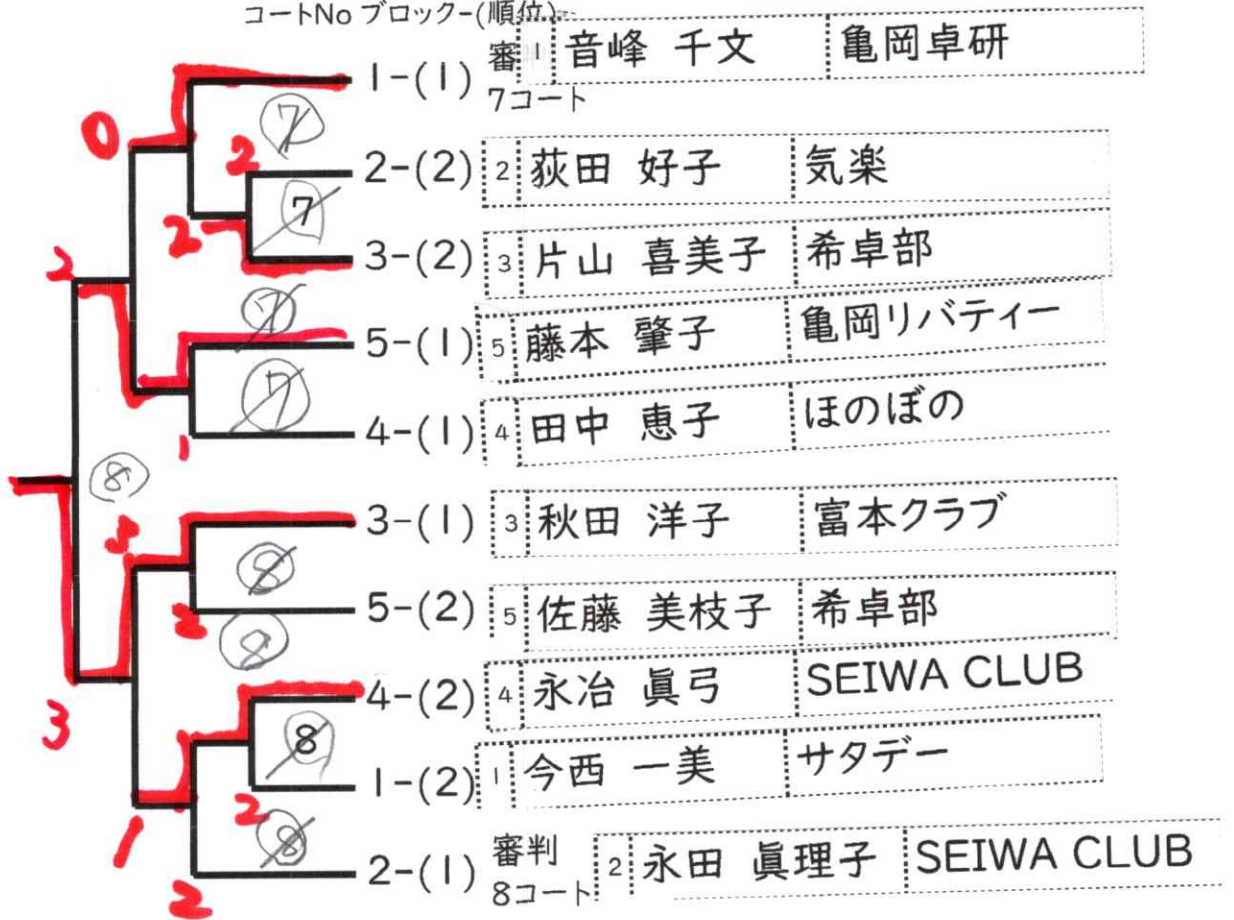 コートNo ブロック-(順位)
1-(1) 審 1 音峰 千文 亀岡卓研
7コート
7
0
2
2-(2) 2 荻田 好子 気楽
7
2
3-(2) 3 片山 喜美子 希卓部
2
7
5-(1) 5 藤本 肇子 亀岡リバティー
7
4-(1) 4 田中 恵子 ほのぼの
1
8
3-(1) 3 秋田 洋子 富本クラブ
3
8
5-(2) 5 佐藤 美枝子 希卓部
2
8
4-(2) 4 永冶 眞弓 SEIWA CLUB
3
8
1-(2) 1 今西 一美 サタデー
2
8
1
2-(1) 審判 2 永田 眞理子 SEIWA CLUB
8コート
2